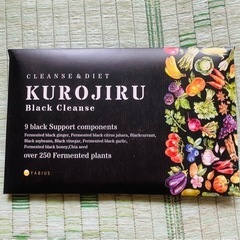 CLEANSE & DIET
KUROJIRU
Black Cleanse
9 black Support components
Fermented black ginger, Fermented black citrus jabara, Blackcurrant,
Black soybeans, Black vinegar, Fermented black garlic,
Fermented black honey,Chia seed
over 250 Fermented plants
FABIUS